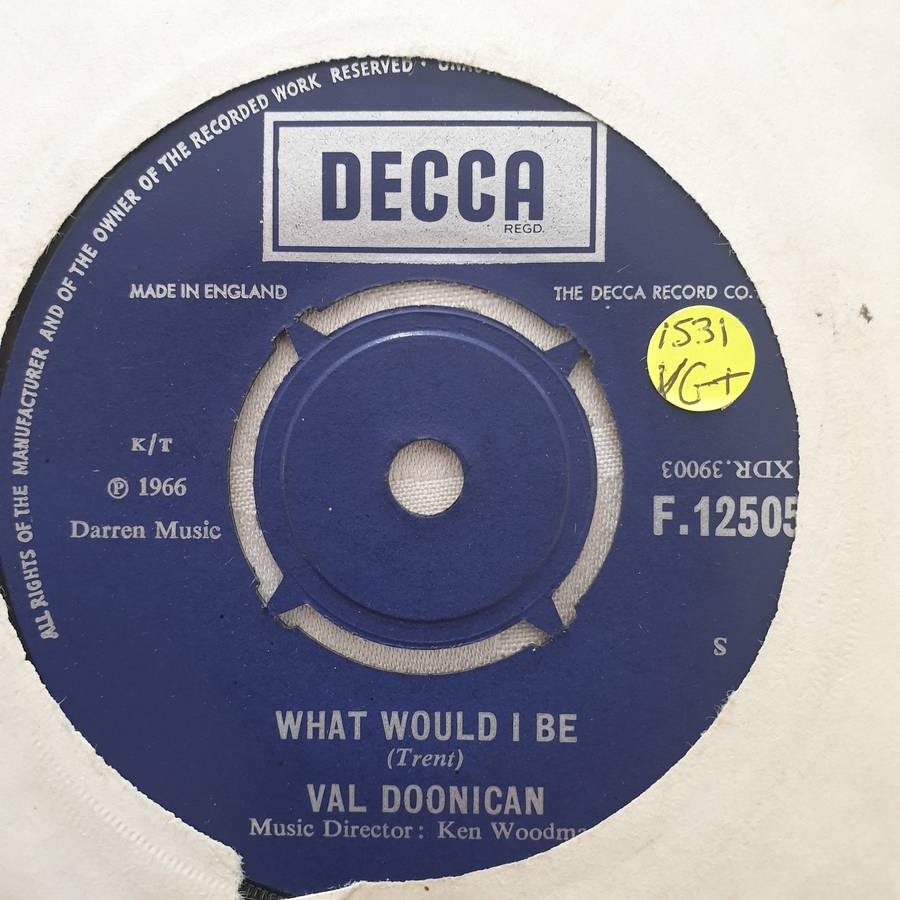 ALL RIGHTS OF THE MANUFACTURER AND OF THE OWNER OF THE RECORDED WORK RESERVED •
DECCA
REGD.
MADE IN ENGLAND
THE DECCA RECORD CO.
1531
VG+
K/T
℗ 1966
Darren Music
XDR.39003
F.12505
S
WHAT WOULD I BE
(Trent)
VAL DOONICAN
Music Director: Ken Woodma